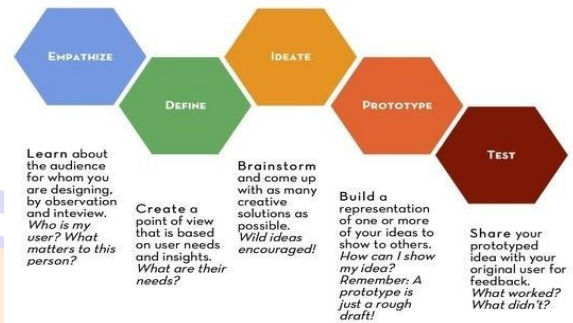 EMPATHIZE
DEFINE
IDEATE
PROTOTYPE
TEST
Learn about
the audience
for whom you
are designing,
by observation
and inteview.
Who is my
user? What
matters to this
person?
Create a
point of view
that is based
on user needs
and insights.
What are their
needs?
Brainstorm
and come up
with as many
creative
solutions as
possible.
Wild ideas
encouraged!
Build a
representation
of one or more
of your ideas to
show to others.
How can I show
my idea?
Remember: A
prototype is
just a rough
draft!
Share your
prototyped
idea with your
original user for
feedback.
What worked?
What didn't?